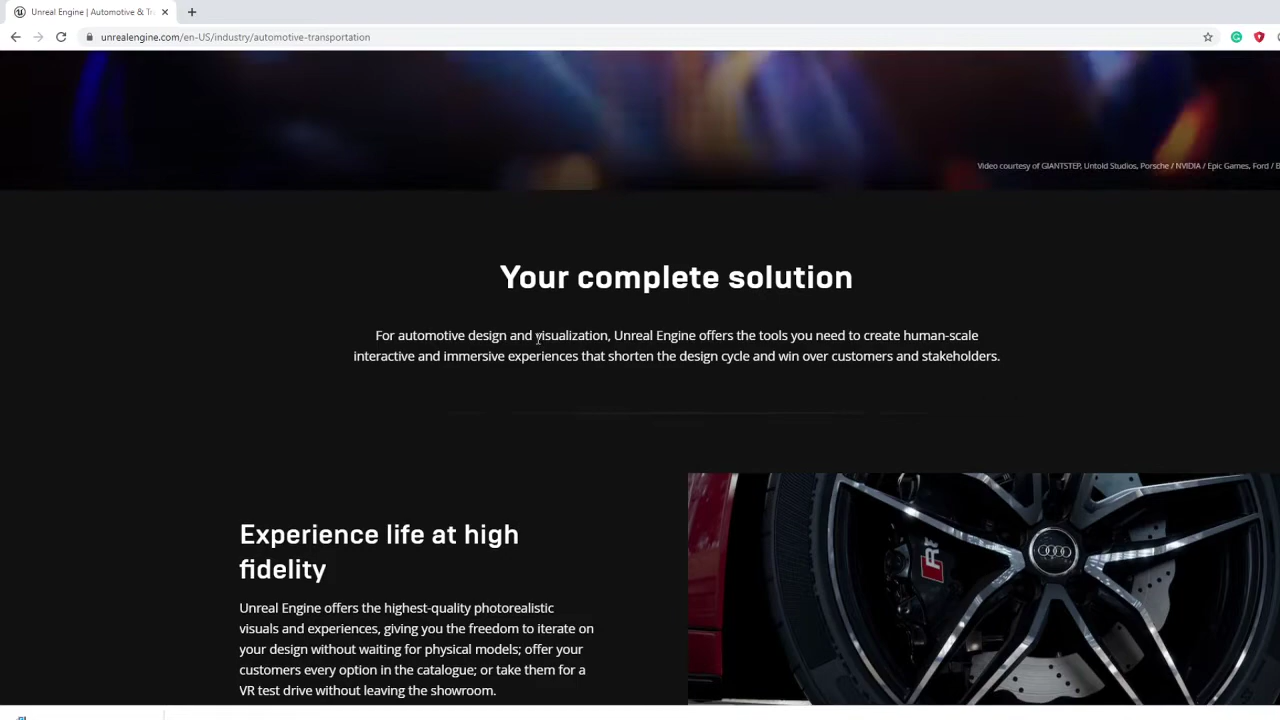 Unreal Engine | Automotive & Tr
unrealengine.com/en-US/industry/automotive-transportation
Video courtesy of GIANTSTEP, Untold Studios, Porsche / NVIDIA / Epic Games, Ford / B
Your complete solution
For automotive design and visualization, Unreal Engine offers the tools you need to create human-scale
interactive and immersive experiences that shorten the design cycle and win over customers and stakeholders.
Experience life at high
fidelity
Unreal Engine offers the highest-quality photorealistic
visuals and experiences, giving you the freedom to iterate on
your design without waiting for physical models; offer your
customers every option in the catalogue; or take them for a
VR test drive without leaving the showroom.